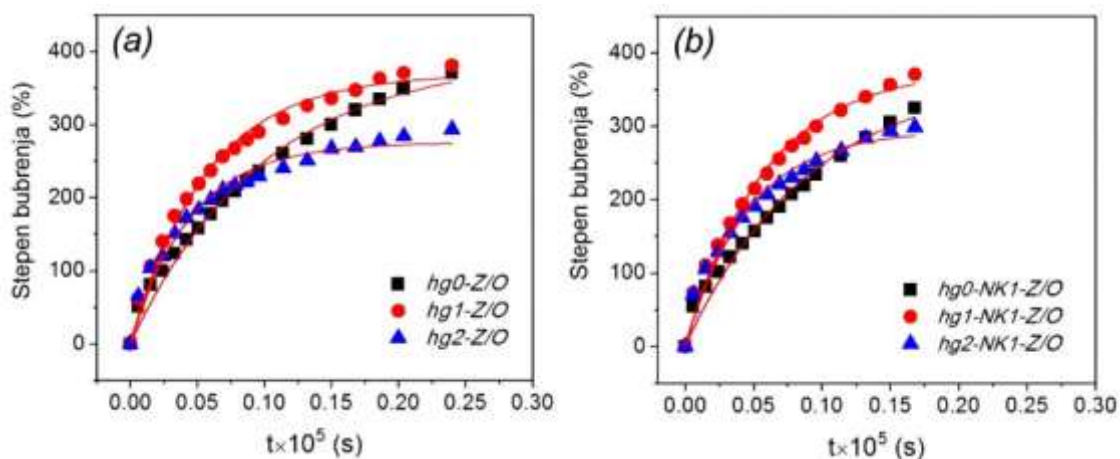 (a)
Stepen bubrenja (%)
400
300
200
100
0
hg0-Z/O
hg1-Z/O
hg2-Z/O
0.00 0.05 0.10 0.15 0.20 0.25 0.30
t×10⁵ (s)
(b)
Stepen bubrenja (%)
400
300
200
100
0
hg0-NK1-Z/O
hg1-NK1-Z/O
hg2-NK1-Z/O
0.00 0.05 0.10 0.15 0.20 0.25 0.30
t×10⁵ (s)